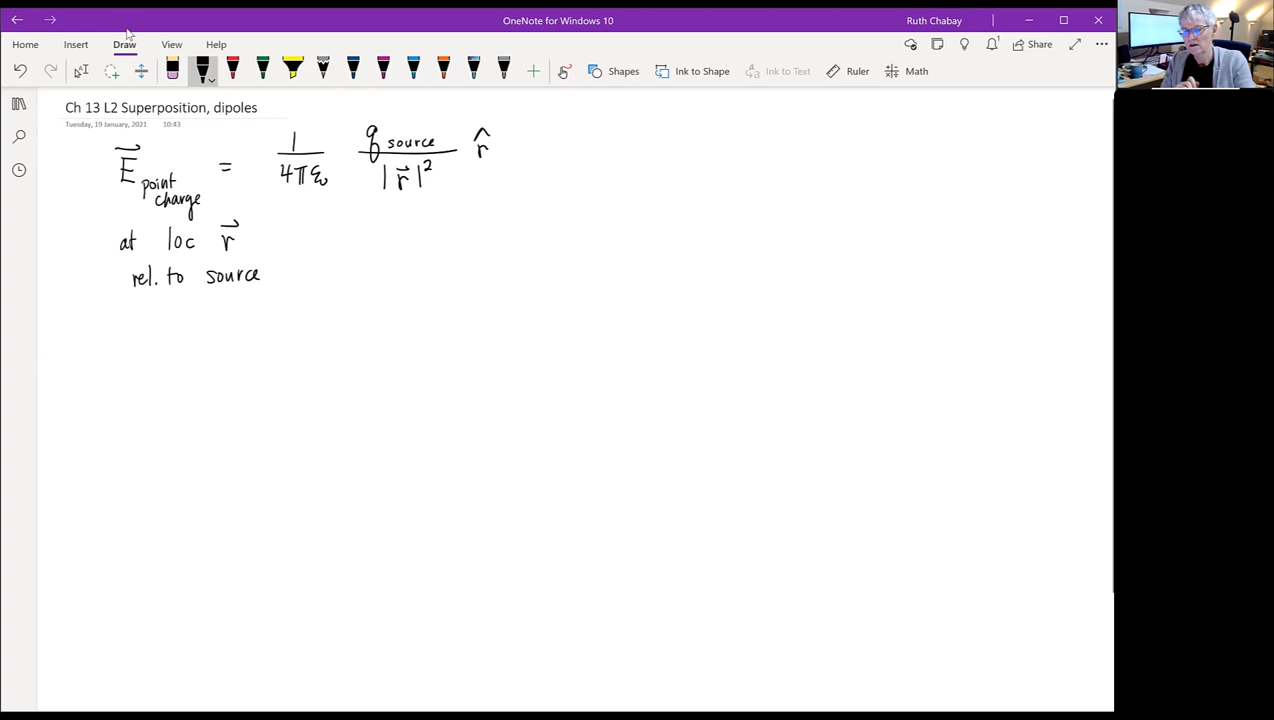 OneNote for Windows 10
Ruth Chabay
Home Insert Draw View Help
Share
Shapes Ink to Shape Ink to Text Ruler Math
Ch 13 L2 Superposition, dipoles
Tuesday, 19 January, 2021 10:43
E⃗ point charge = 1/(4πε₀) q source/|r⃗|² r̂
at loc r⃗
rel. to source